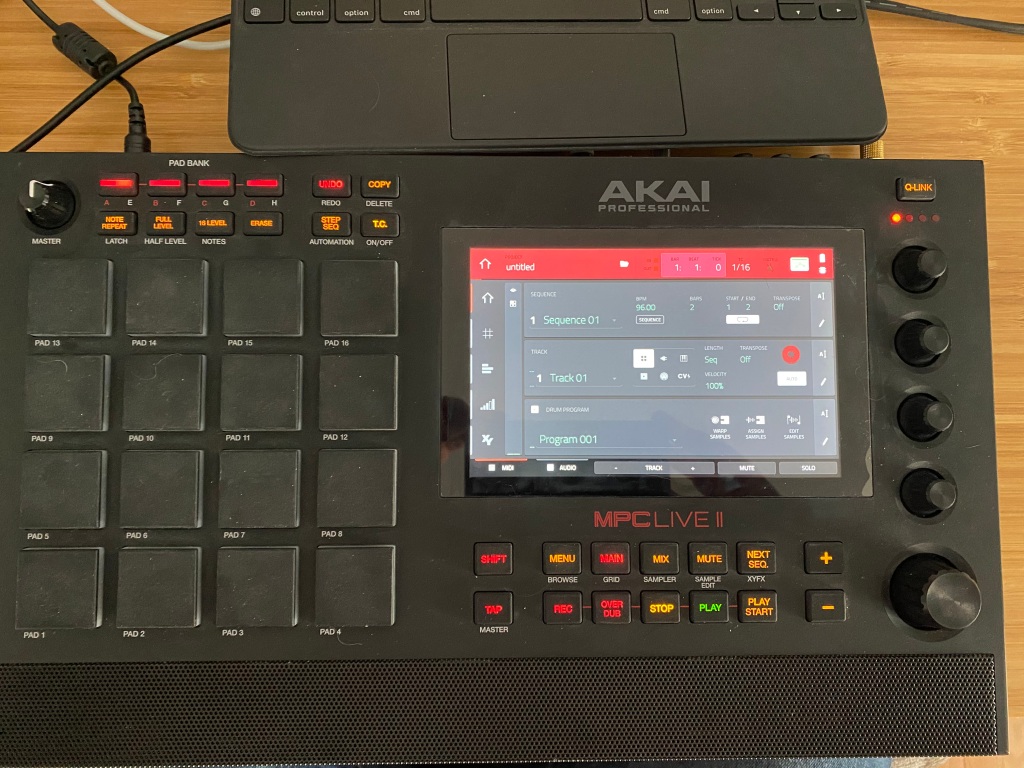 control option cmd cmd option
PAD BANK
A E B F C G D H
UNDO COPY
REDO DELETE
NOTE REPEAT FULL LEVEL 16 LEVEL ERASE
STEP SEQ T.C.
LATCH HALF LEVEL NOTES
AUTOMATION ON/OFF
MASTER
AKAI
PROFESSIONAL
Q-LINK
untitled
1: 1: 0 1/16
SEQUENCE BPM BARS START / END TRANSPOSE
96.00 2 1 2 Off
1 Sequence 01 SEQUENCE
TRACK LENGTH TRANSPOSE
Seq Off
CV
VELOCITY
1 Track 01 100%
DRUM PROGRAM
Program 001
WARP SAMPLES ASSIGN SAMPLES EDIT SAMPLES
MIDI AUDIO - TRACK + MUTE SOLO
PAD 13 PAD 14 PAD 15 PAD 16
PAD 9 PAD 10 PAD 11 PAD 12
PAD 5 PAD 6 PAD 7 PAD 8
PAD 1 PAD 2 PAD 3 PAD 4
MPC LIVE II
SHIFT MENU MAIN MIX MUTE NEXT SEQ. +
BROWSE GRID SAMPLER SAMPLE EDIT XYFX
TAP REC OVER DUB STOP PLAY PLAY START -
MASTER